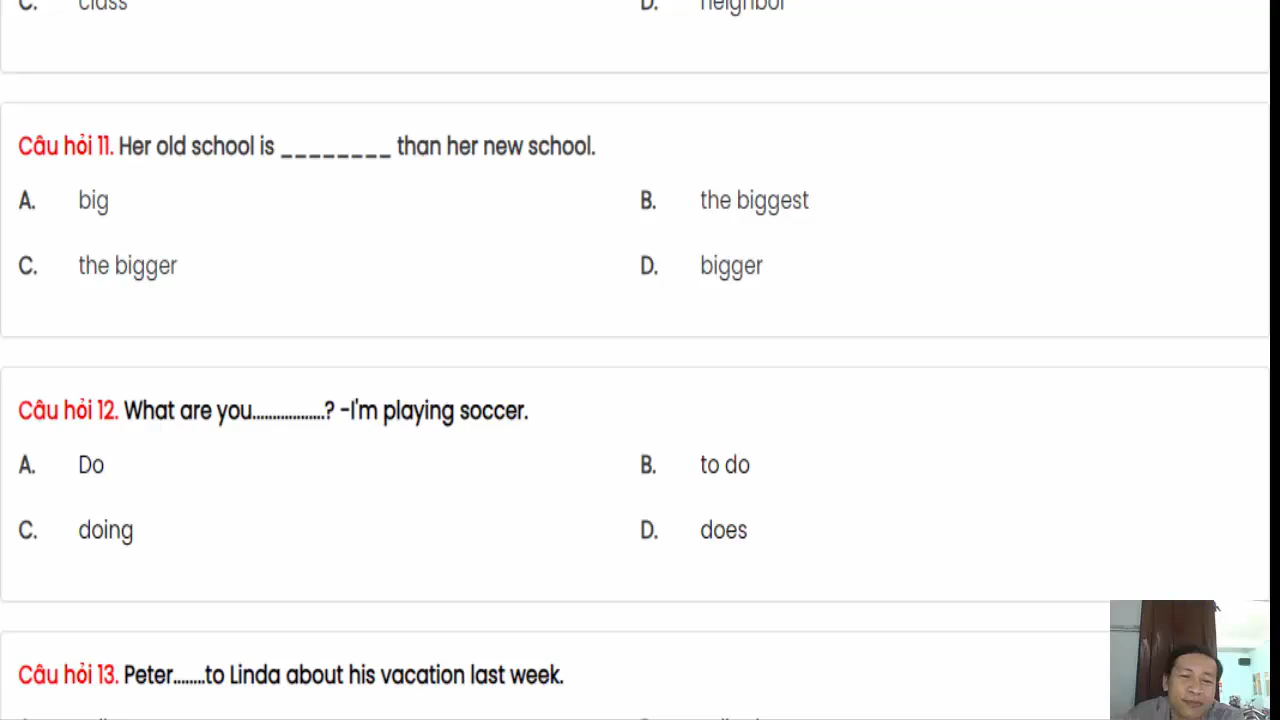 C. class D. neighbor
Câu hỏi 11. Her old school is ________ than her new school.
A. big B. the biggest
C. the bigger D. bigger
Câu hỏi 12. What are you..................? -I'm playing soccer.
A. Do B. to do
C. doing D. does
Câu hỏi 13. Peter........to Linda about his vacation last week.